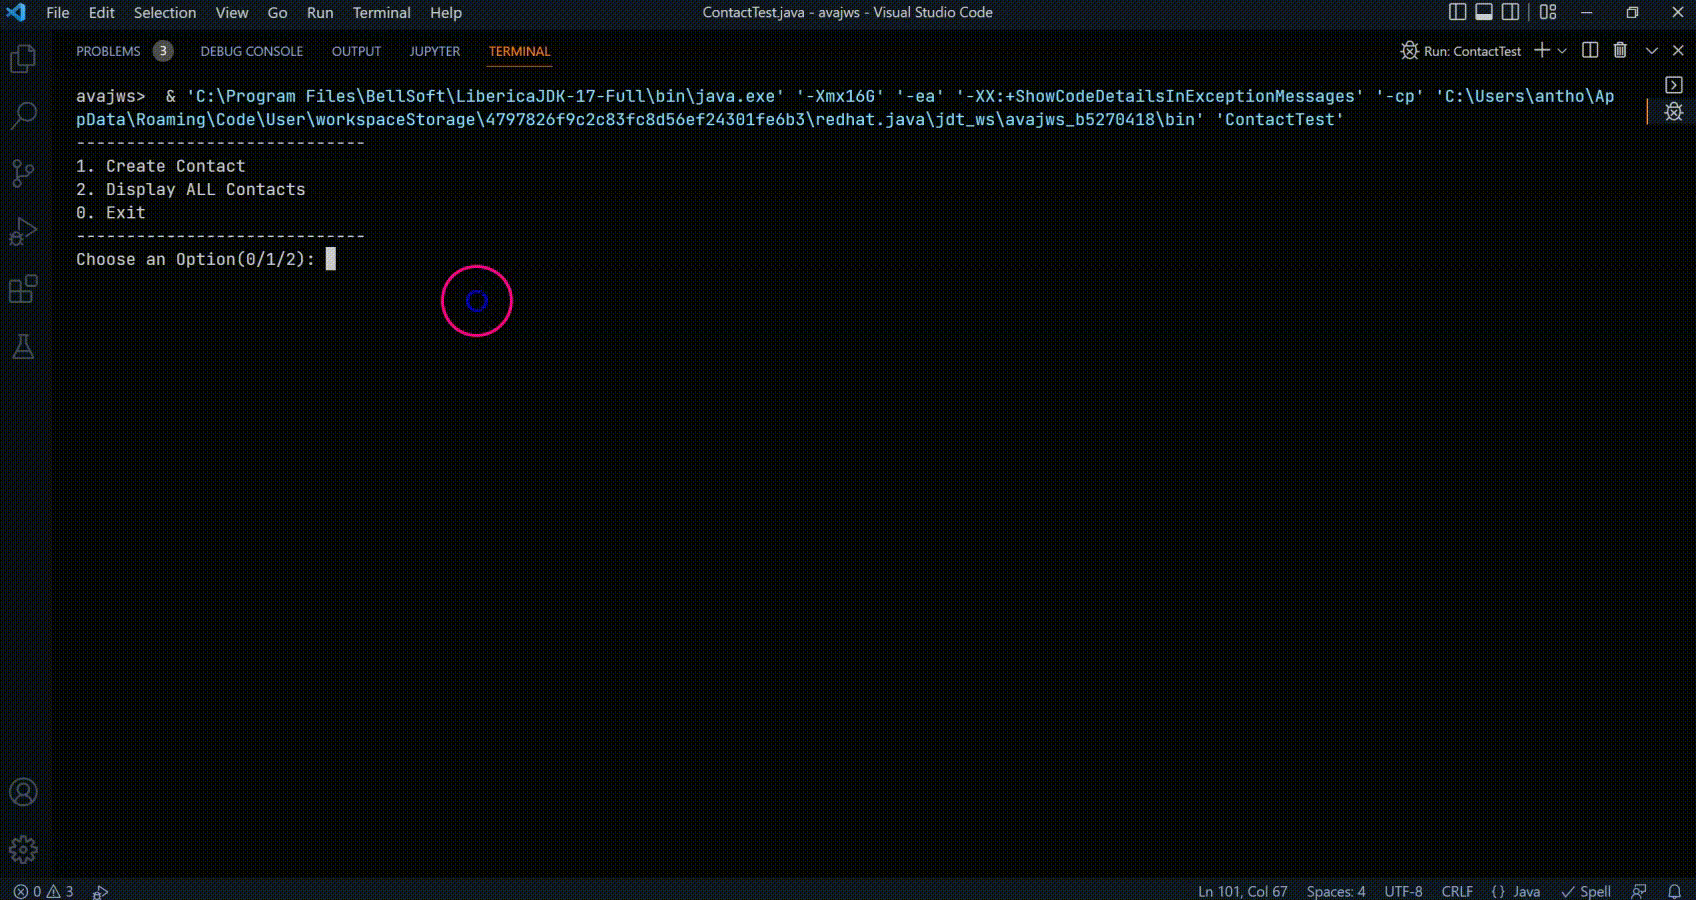 File Edit Selection View Go Run Terminal Help ContactTest.java - avajws - Visual Studio Code
PROBLEMS 3 DEBUG CONSOLE OUTPUT JUPYTER TERMINAL Run: ContactTest
avajws>  & 'C:\Program Files\BellSoft\LibericaJDK-17-Full\bin\java.exe' '-Xmx16G' '-ea' '-XX:+ShowCodeDetailsInExceptionMessages' '-cp' 'C:\Users\antho\Ap
pData\Roaming\Code\User\workspaceStorage\4797826f9c2c83fc8d56ef24301fe6b3\redhat.java\jdt_ws\avajws_b5270418\bin' 'ContactTest'
-----------------------------
1. Create Contact
2. Display ALL Contacts
0. Exit
-----------------------------
Choose an Option(0/1/2):
0 3 Ln 101, Col 67 Spaces: 4 UTF-8 CRLF {} Java Spell